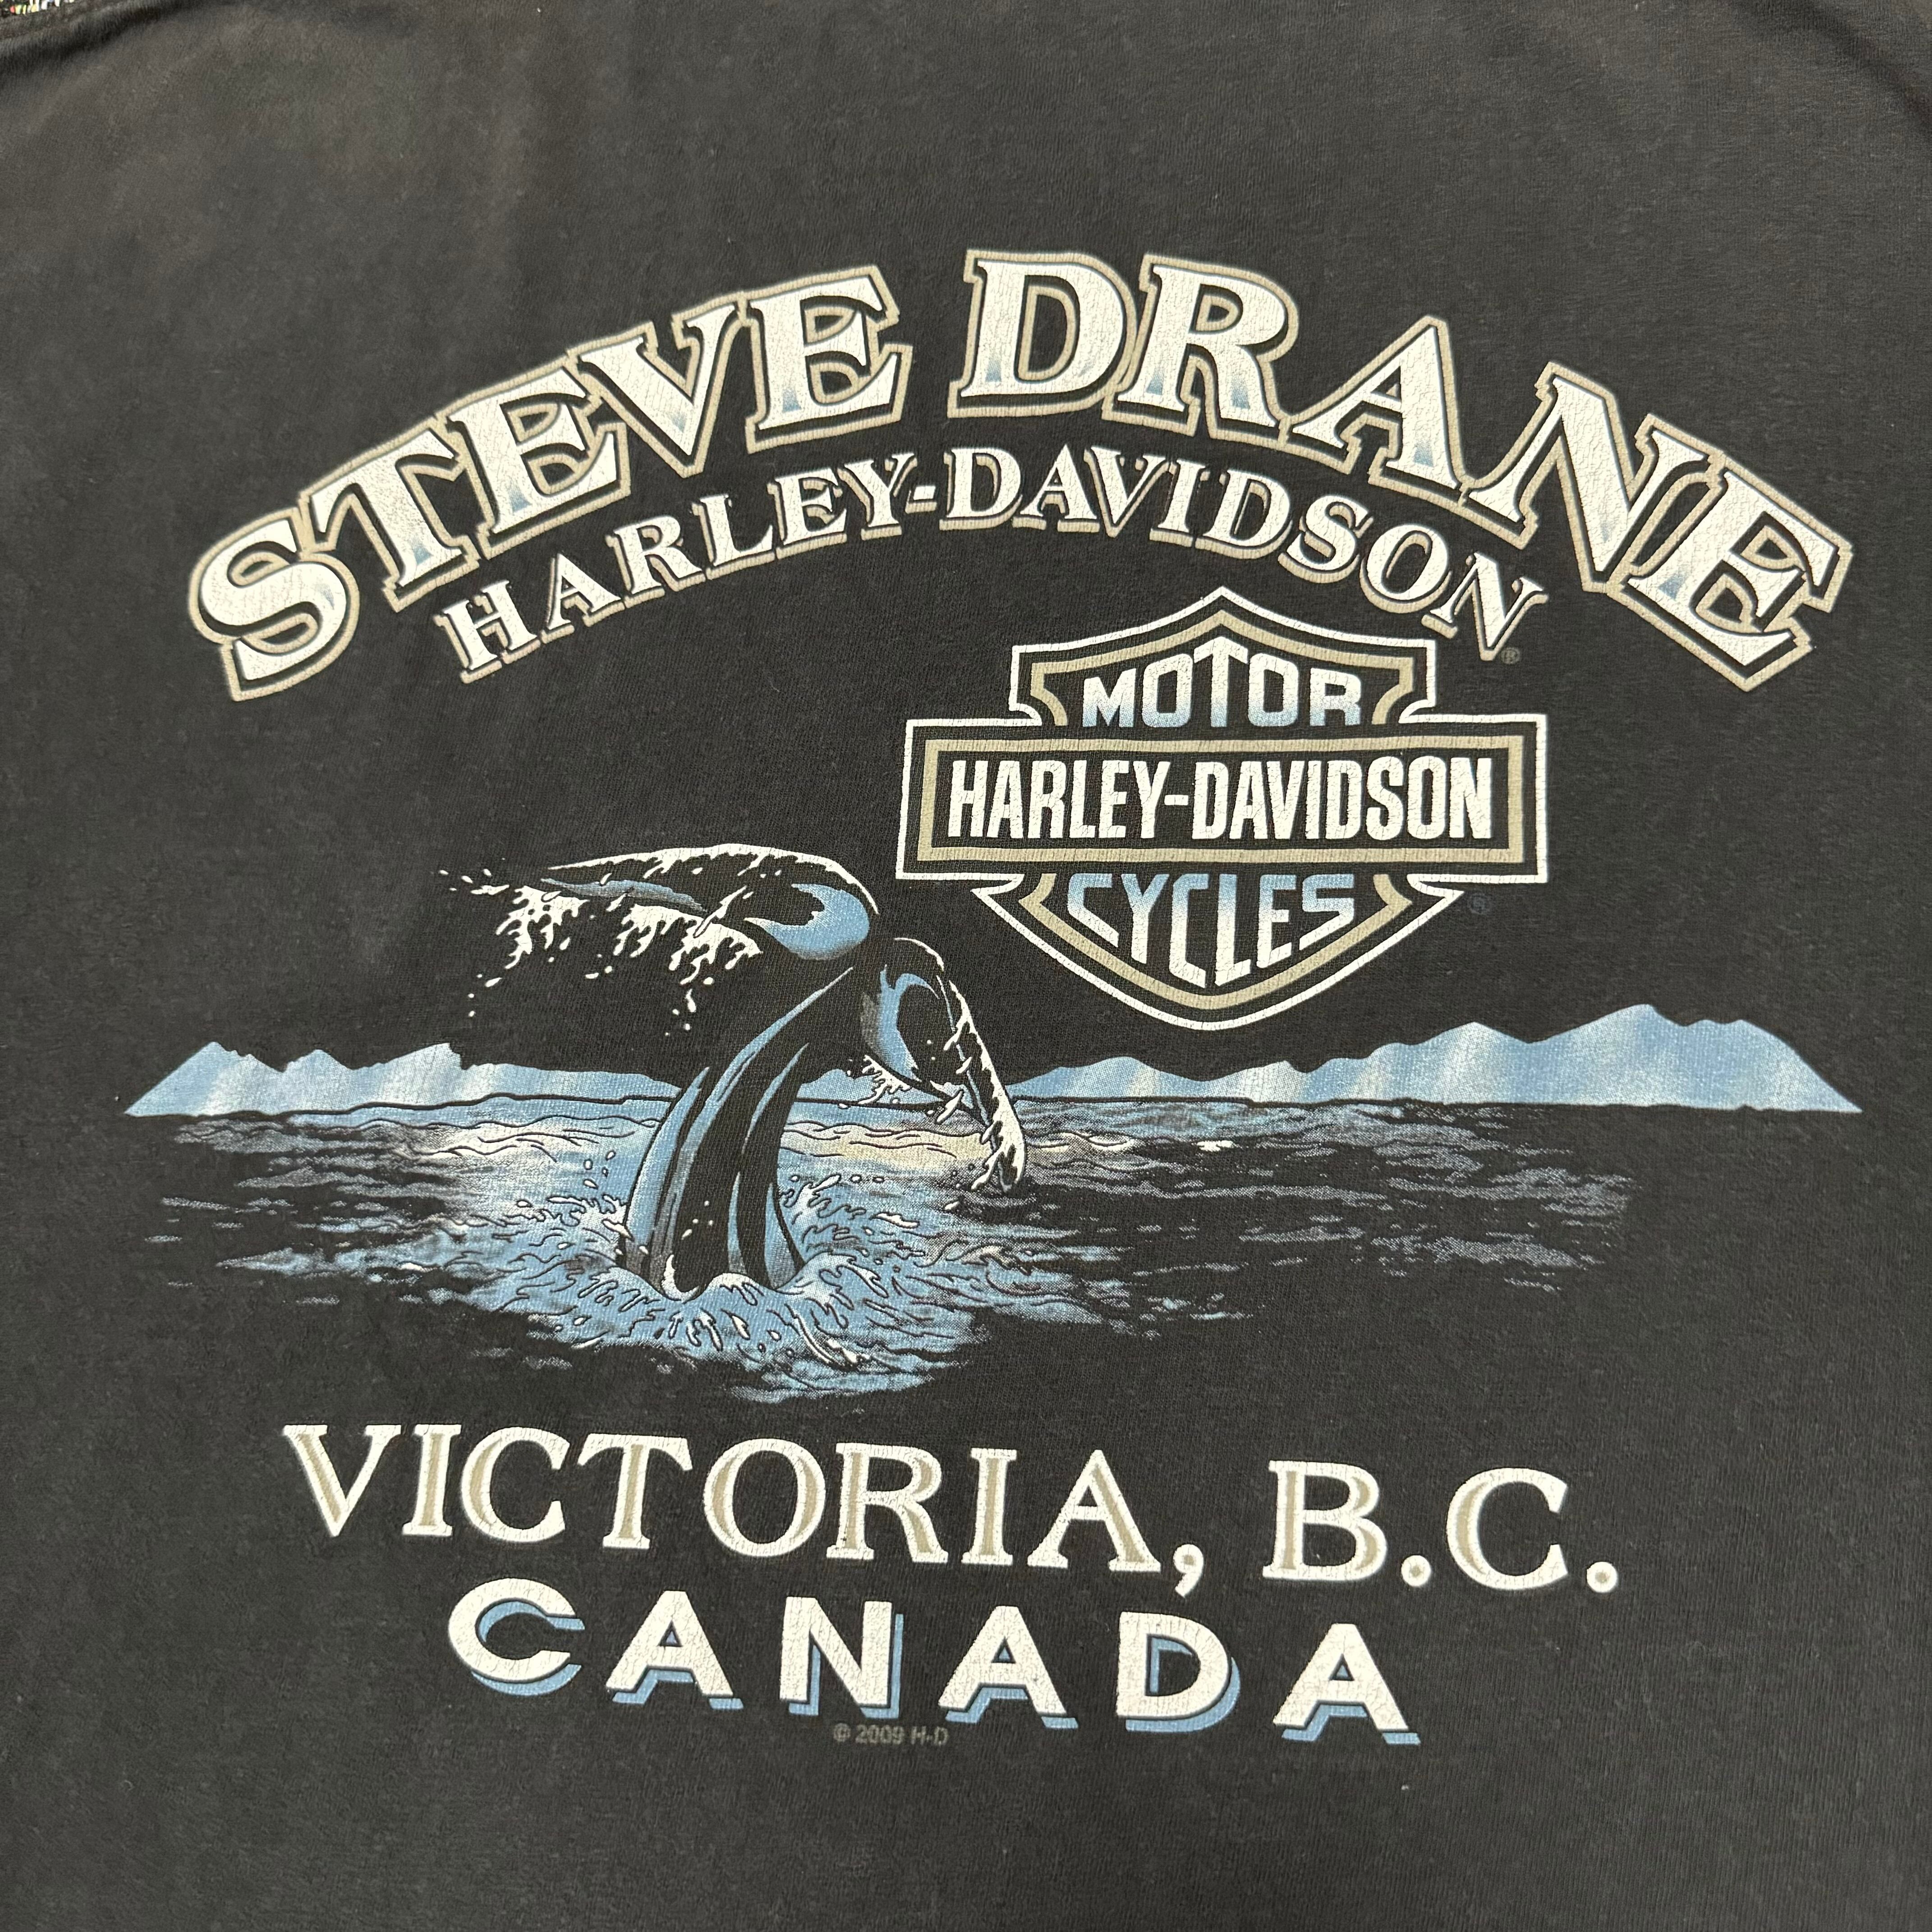 STEVE DRANE
HARLEY-DAVIDSON®
MOTOR
HARLEY-DAVIDSON
CYCLES®
VICTORIA, B.C.
CANADA
© 2009 H-D